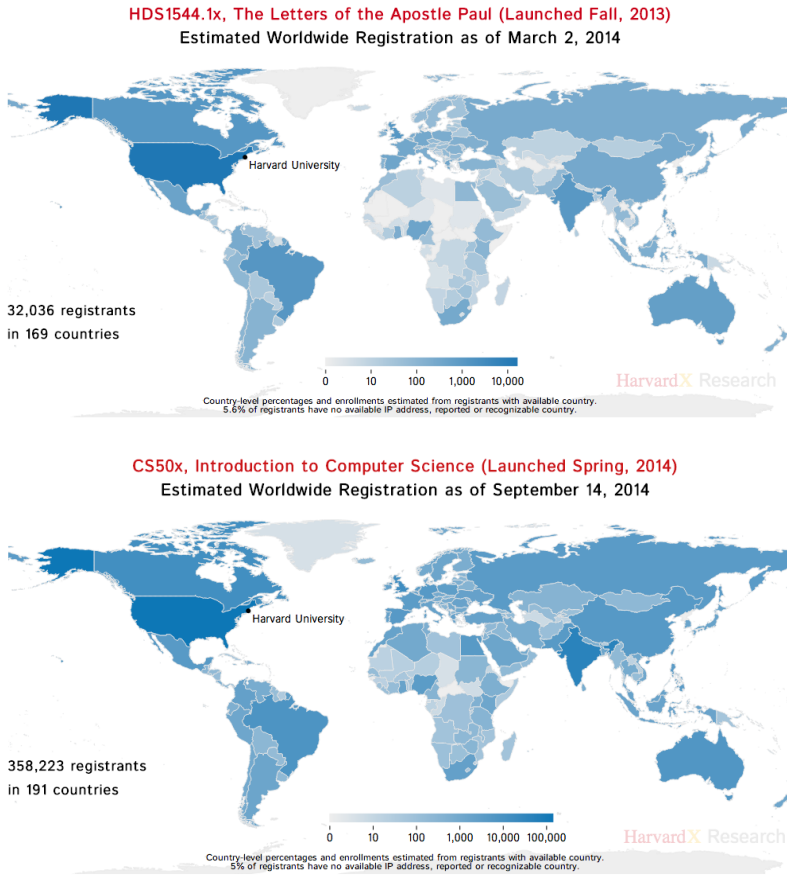 HDS1544.1x, The Letters of the Apostle Paul (Launched Fall, 2013)
Estimated Worldwide Registration as of March 2, 2014
Harvard University
32,036 registrants
in 169 countries
0 10 100 1,000 10,000
HarvardX Research
Country-level percentages and enrollments estimated from registrants with available country.
5.6% of registrants have no available IP address, reported or recognizable country.
CS50x, Introduction to Computer Science (Launched Spring, 2014)
Estimated Worldwide Registration as of September 14, 2014
Harvard University
358,223 registrants
in 191 countries
0 10 100 1,000 10,000 100,000
HarvardX Research
Country-level percentages and enrollments estimated from registrants with available country.
5% of registrants have no available IP address, reported or recognizable country.